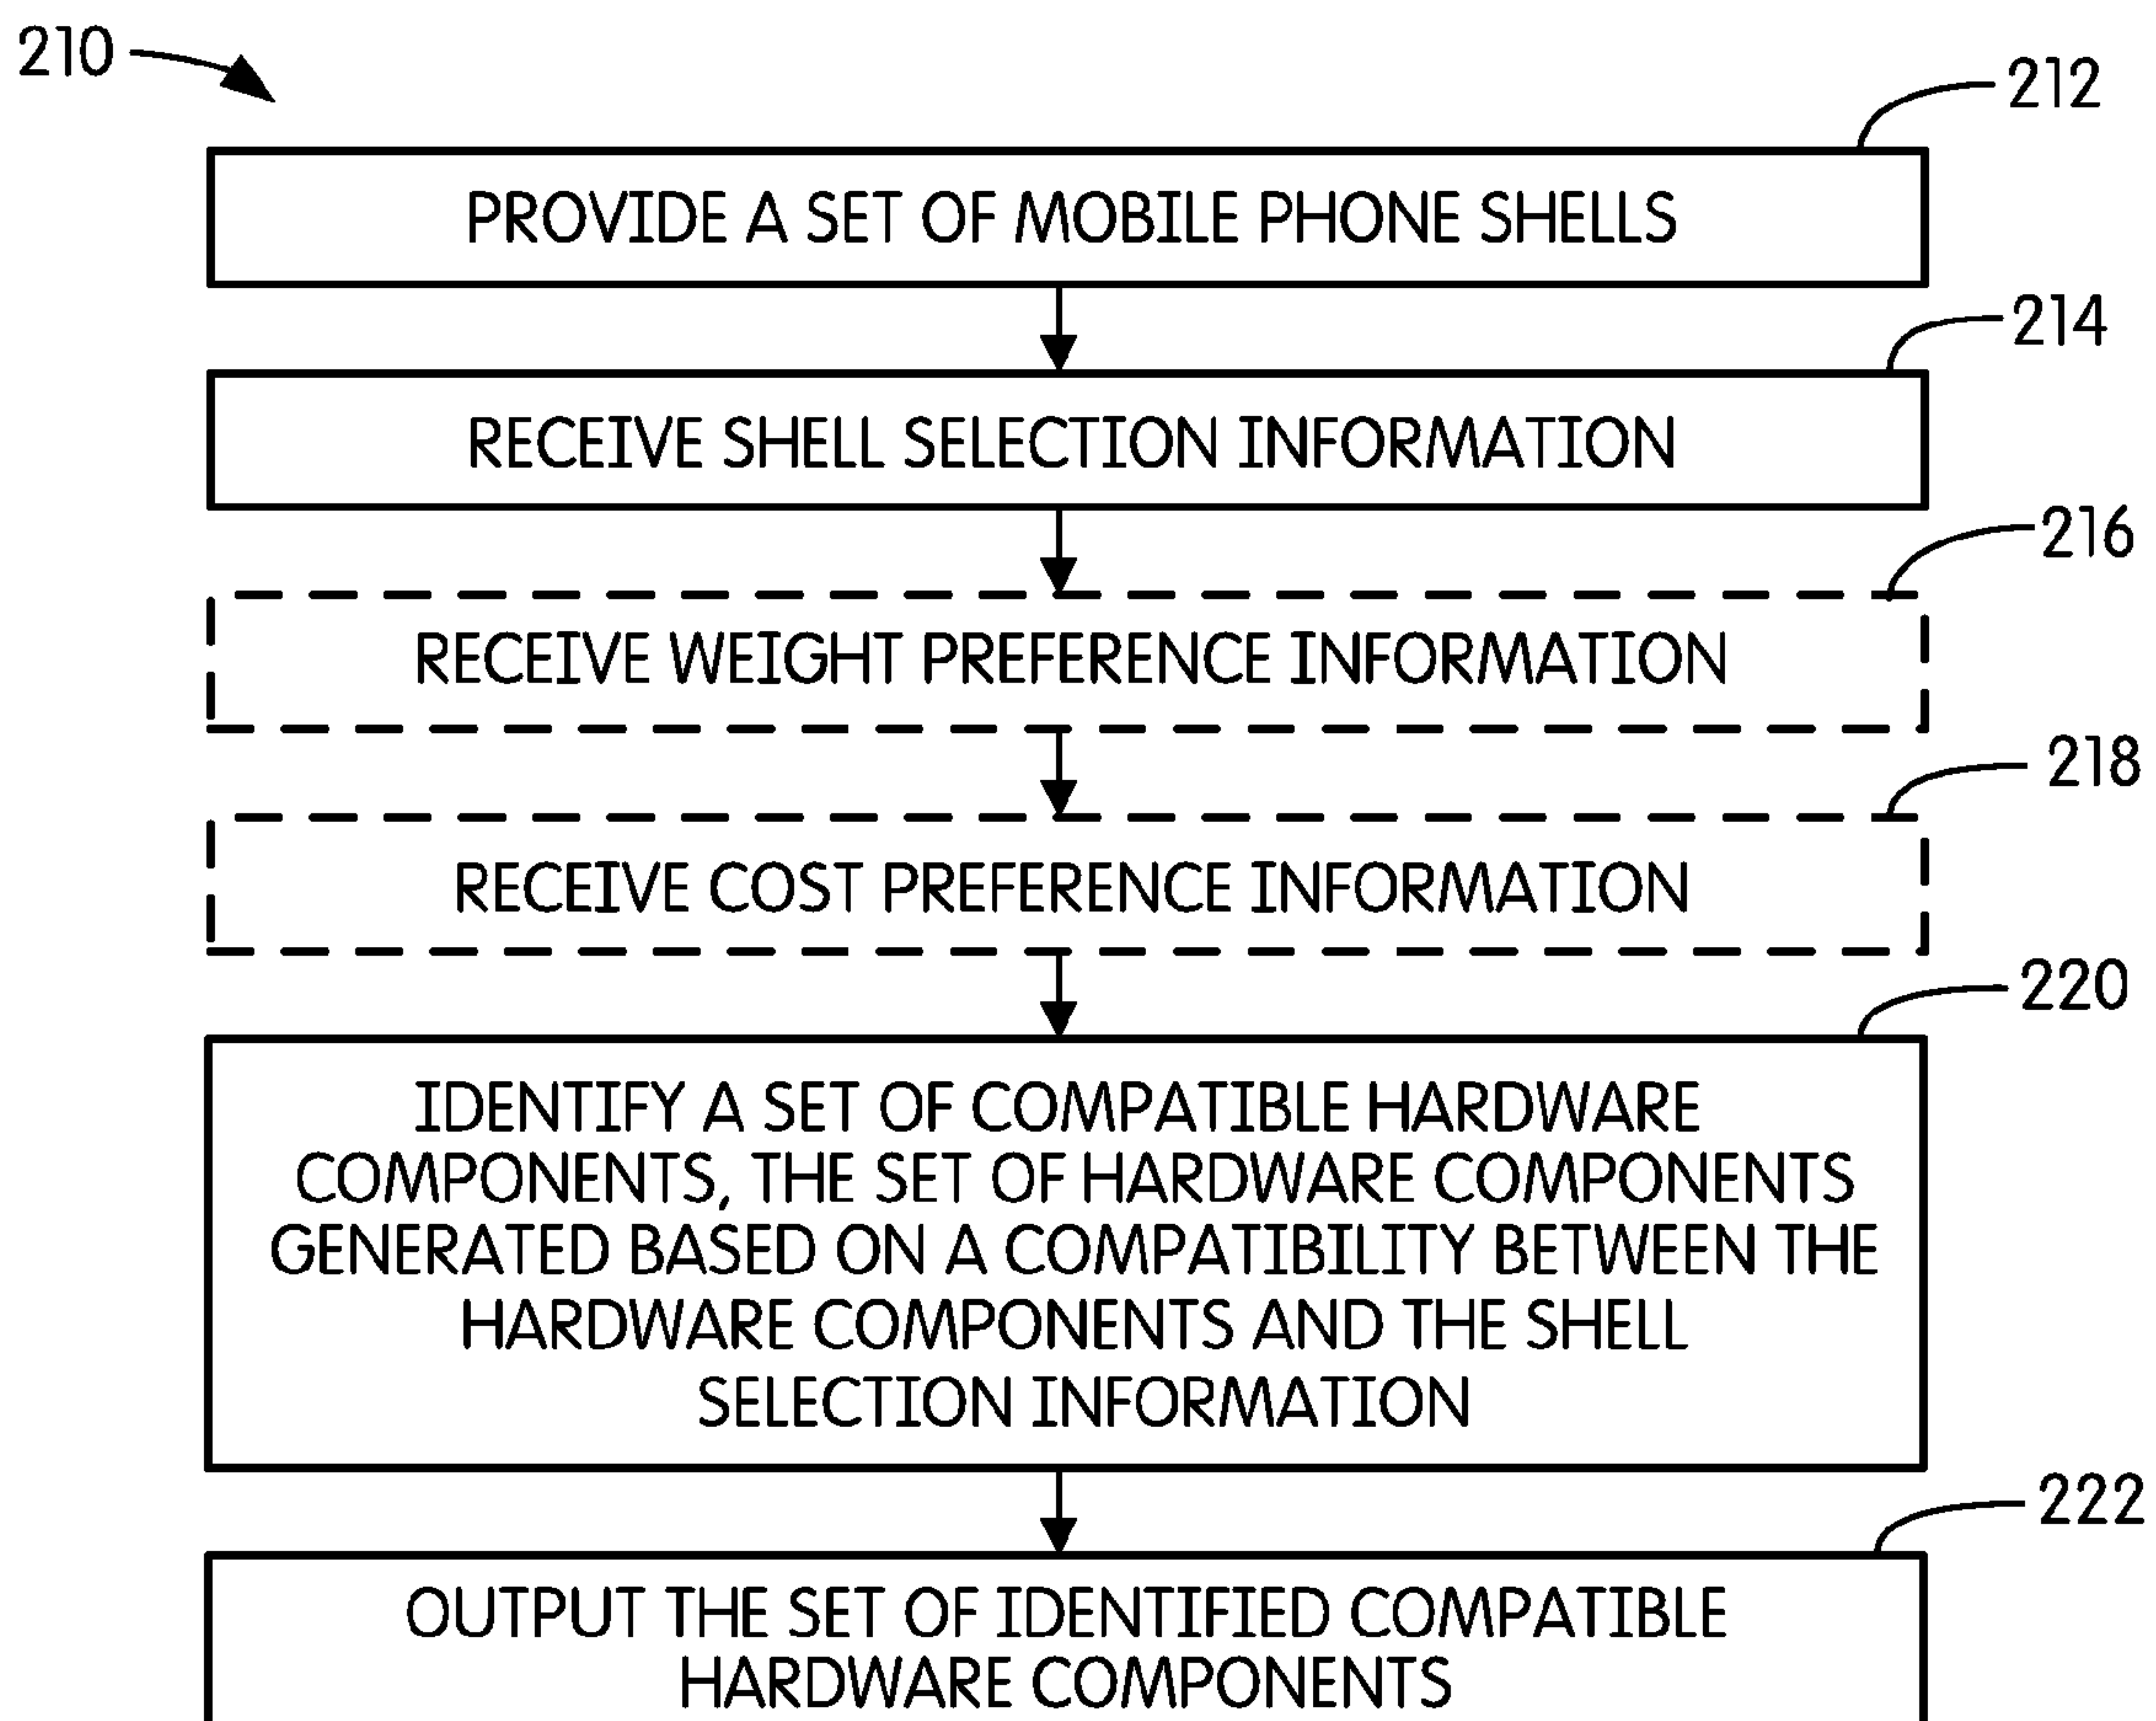 210
212
PROVIDE A SET OF MOBILE PHONE SHELLS
214
RECEIVE SHELL SELECTION INFORMATION
216
RECEIVE WEIGHT PREFERENCE INFORMATION
218
RECEIVE COST PREFERENCE INFORMATION
220
IDENTIFY A SET OF COMPATIBLE HARDWARE
COMPONENTS, THE SET OF HARDWARE COMPONENTS
GENERATED BASED ON A COMPATIBILITY BETWEEN THE
HARDWARE COMPONENTS AND THE SHELL
SELECTION INFORMATION
222
OUTPUT THE SET OF IDENTIFIED COMPATIBLE
HARDWARE COMPONENTS